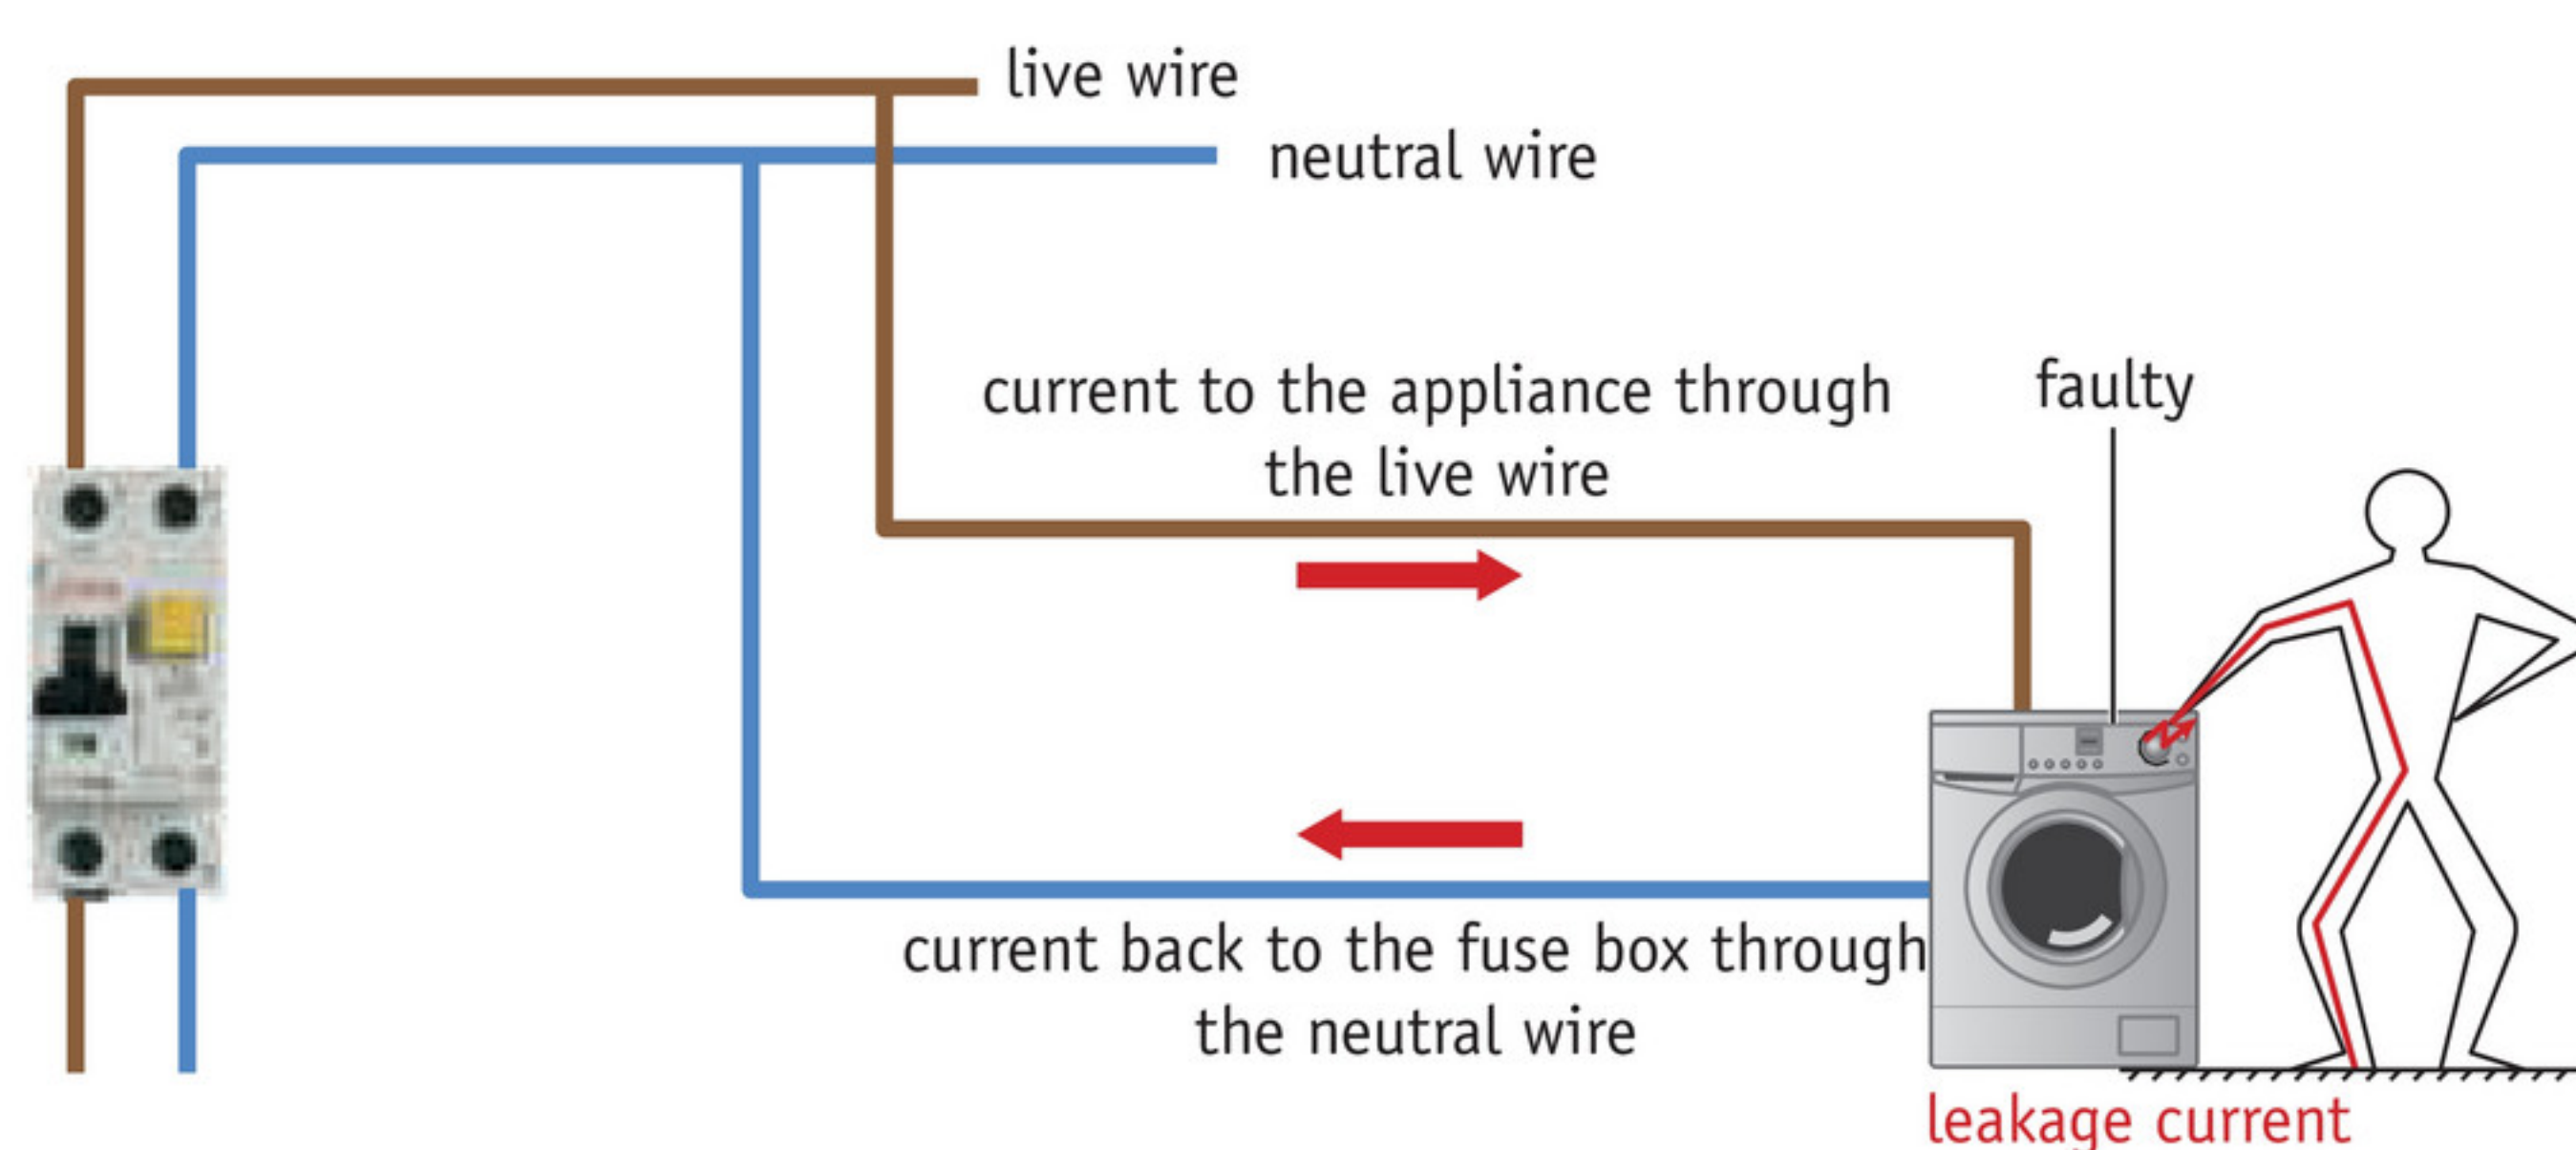 live wire
neutral wire
current to the appliance through
the live wire
faulty
current back to the fuse box through
the neutral wire
leakage current